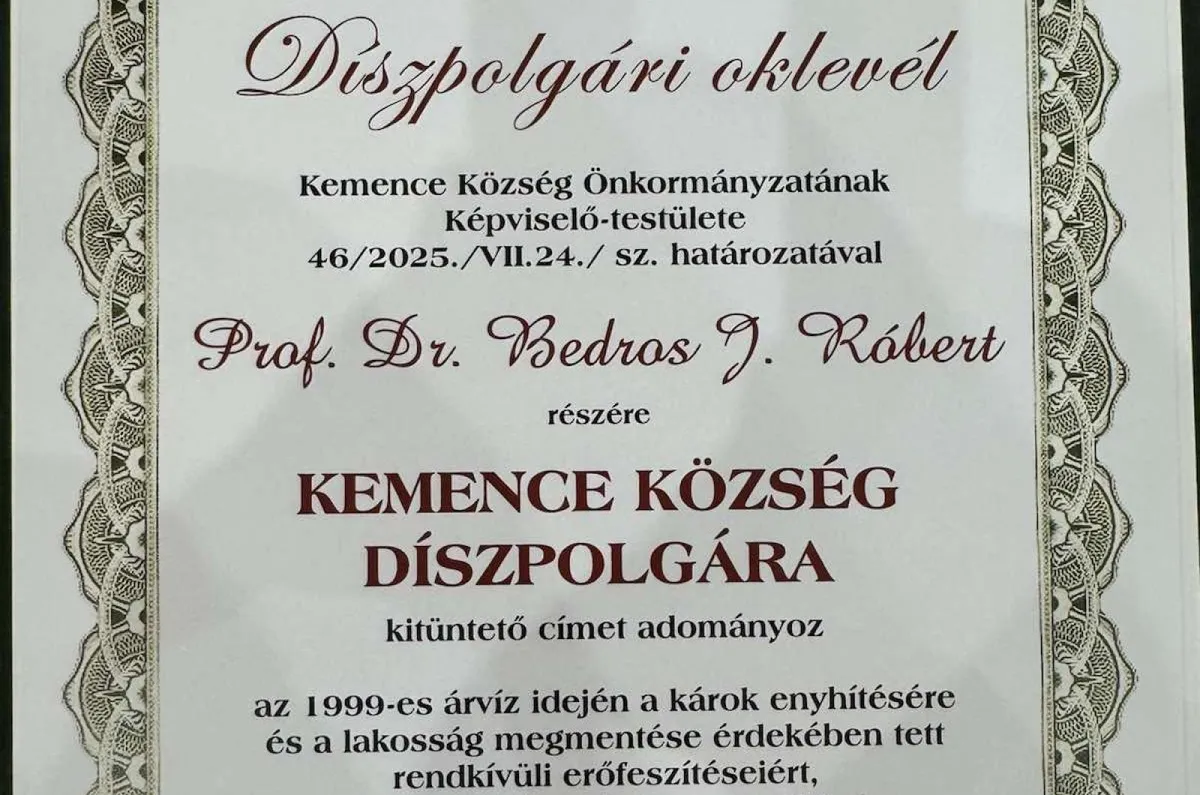 Díszpolgári oklevél
Kemence Község Önkormányzatának
Képviselő-testülete
46/2025./VII.24./ sz. határozatával
Prof. Dr. Bedros J. Róbert
részére
KEMENCE KÖZSÉG
DÍSZPOLGÁRA
kitüntető címet adományoz
az 1999-es árvíz idején a károk enyhítésére
és a lakosság megmentése érdekében tett
rendkívüli erőfeszítéseiért,